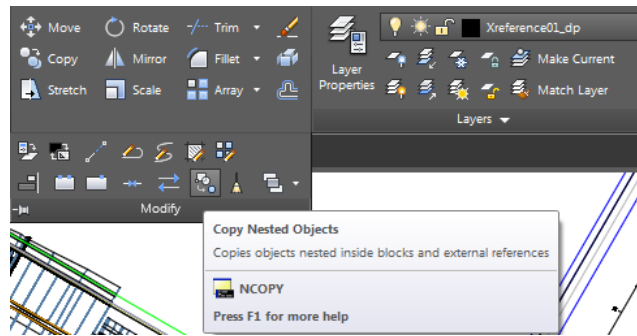 Move Rotate Trim
Copy Mirror Fillet
Stretch Scale Array
Modify
Xreference01_dp
Layer
Properties
Make Current
Match Layer
Layers
Copy Nested Objects
Copies objects nested inside blocks and external references
NCOPY
Press F1 for more help